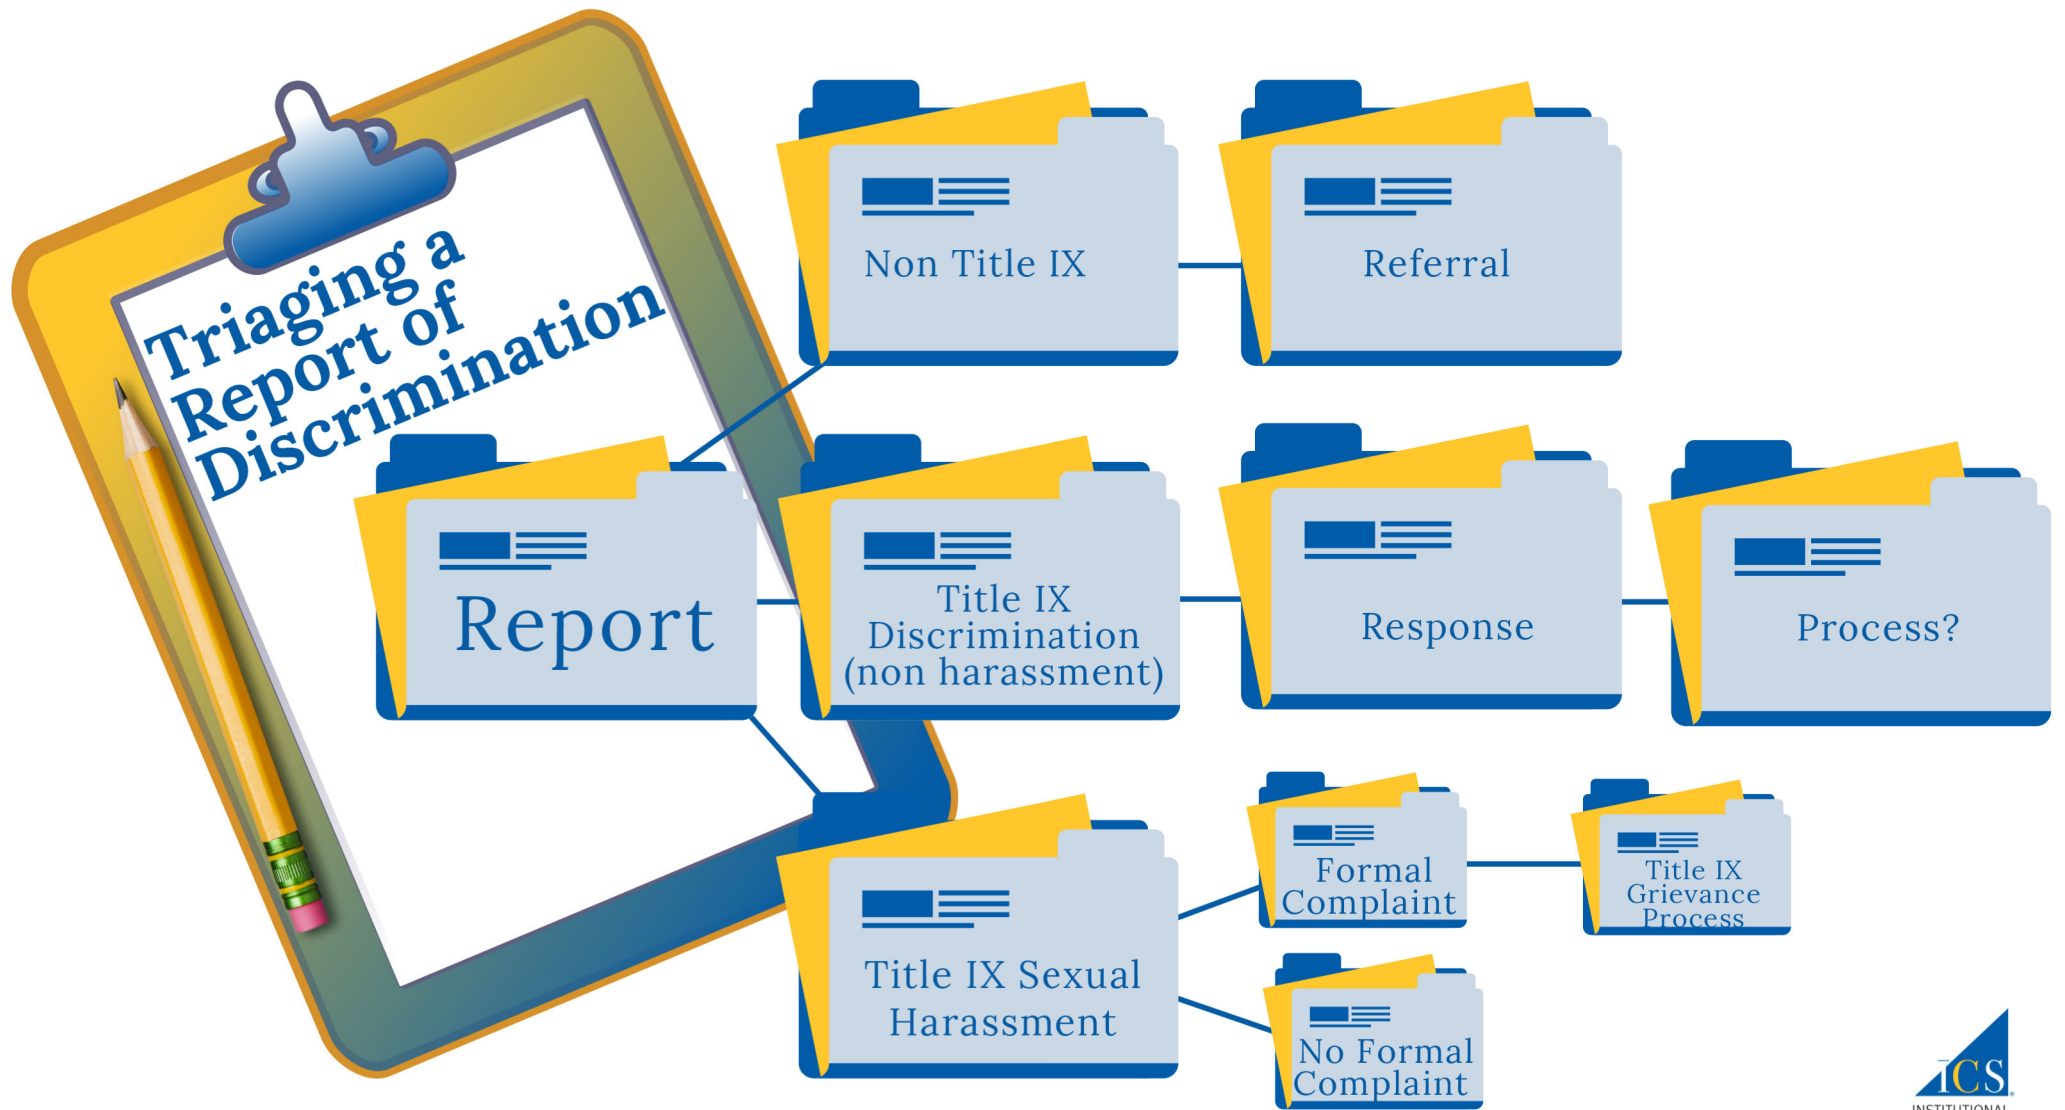 Triaging a
Report of
Discrimination
Non Title IX
Referral
Report
Title IX
Discrimination
(non harassment)
Response
Process?
Title IX Sexual
Harassment
Formal
Complaint
Title IX
Grievance
Process
No Formal
Complaint
ICS
INSTITUTIONAL